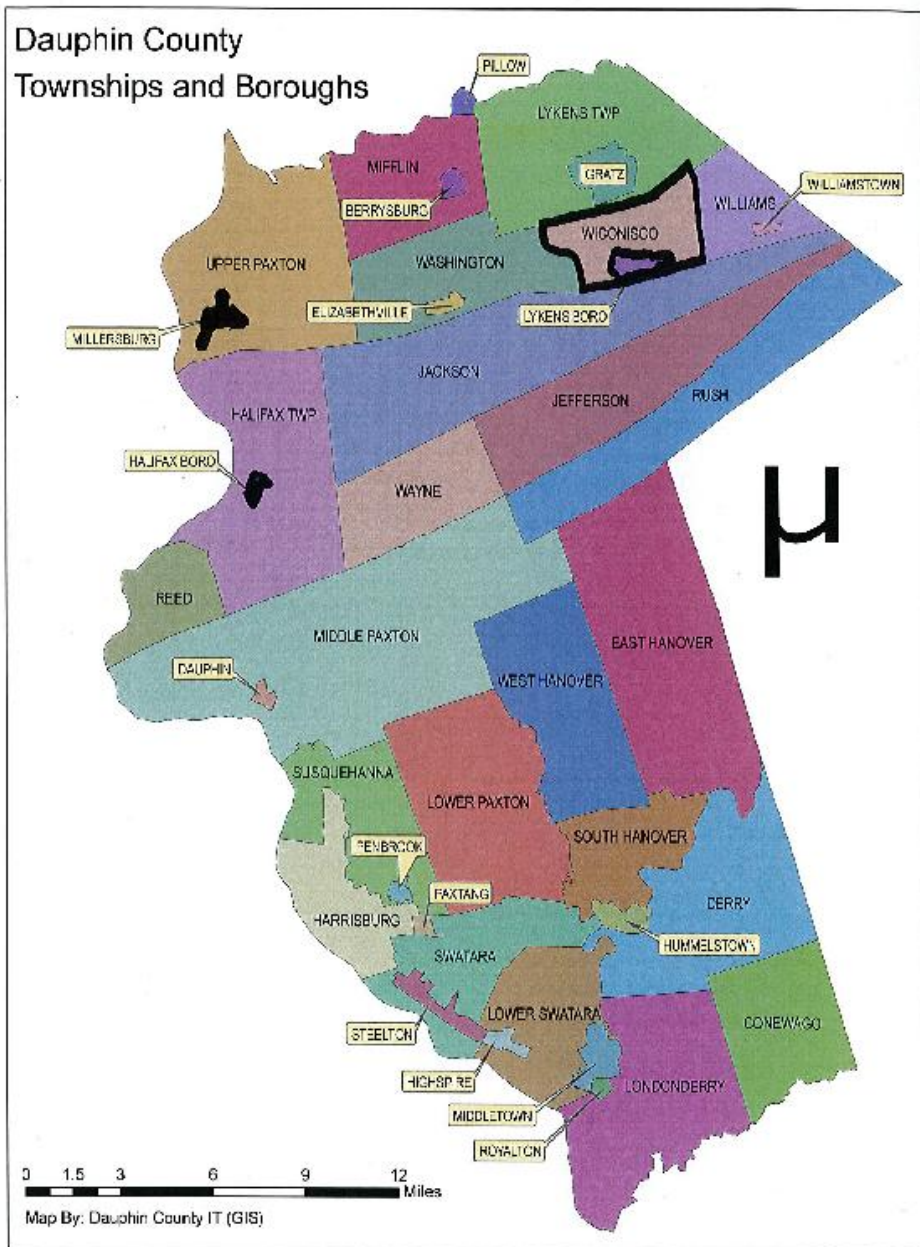 Dauphin County
Townships and Boroughs
PILLOW
LYKENS TWP
MIFFLIN
GRATZ
WILLIAMSTOWN
BERRYSBURG
WILLIAMS
WICONISCO
UPPER PAXTON
WASHINGTON
ELIZABETHVILLE
LYKENS BORO
MILLERSBURG
JACKSON
JEFFERSON
RUSH
HALIFAX TWP
HALIFAX BORO
WAYNE
REED
MIDDLE PAXTON
EAST HANOVER
DAUPHIN
WEST HANOVER
SUSQUEHANNA
LOWER PAXTON
SOUTH HANOVER
PENBROOK
PAXTANG
DERRY
HARRISBURG
HUMMELSTOWN
SWATARA
LOWER SWATARA
STEELTON
CONEWAGO
HIGHSPIRE
LONDONDERRY
MIDDLETOWN
ROYALTON
0 1.5 3 6 9 12
Miles
Map By: Dauphin County IT (GIS)